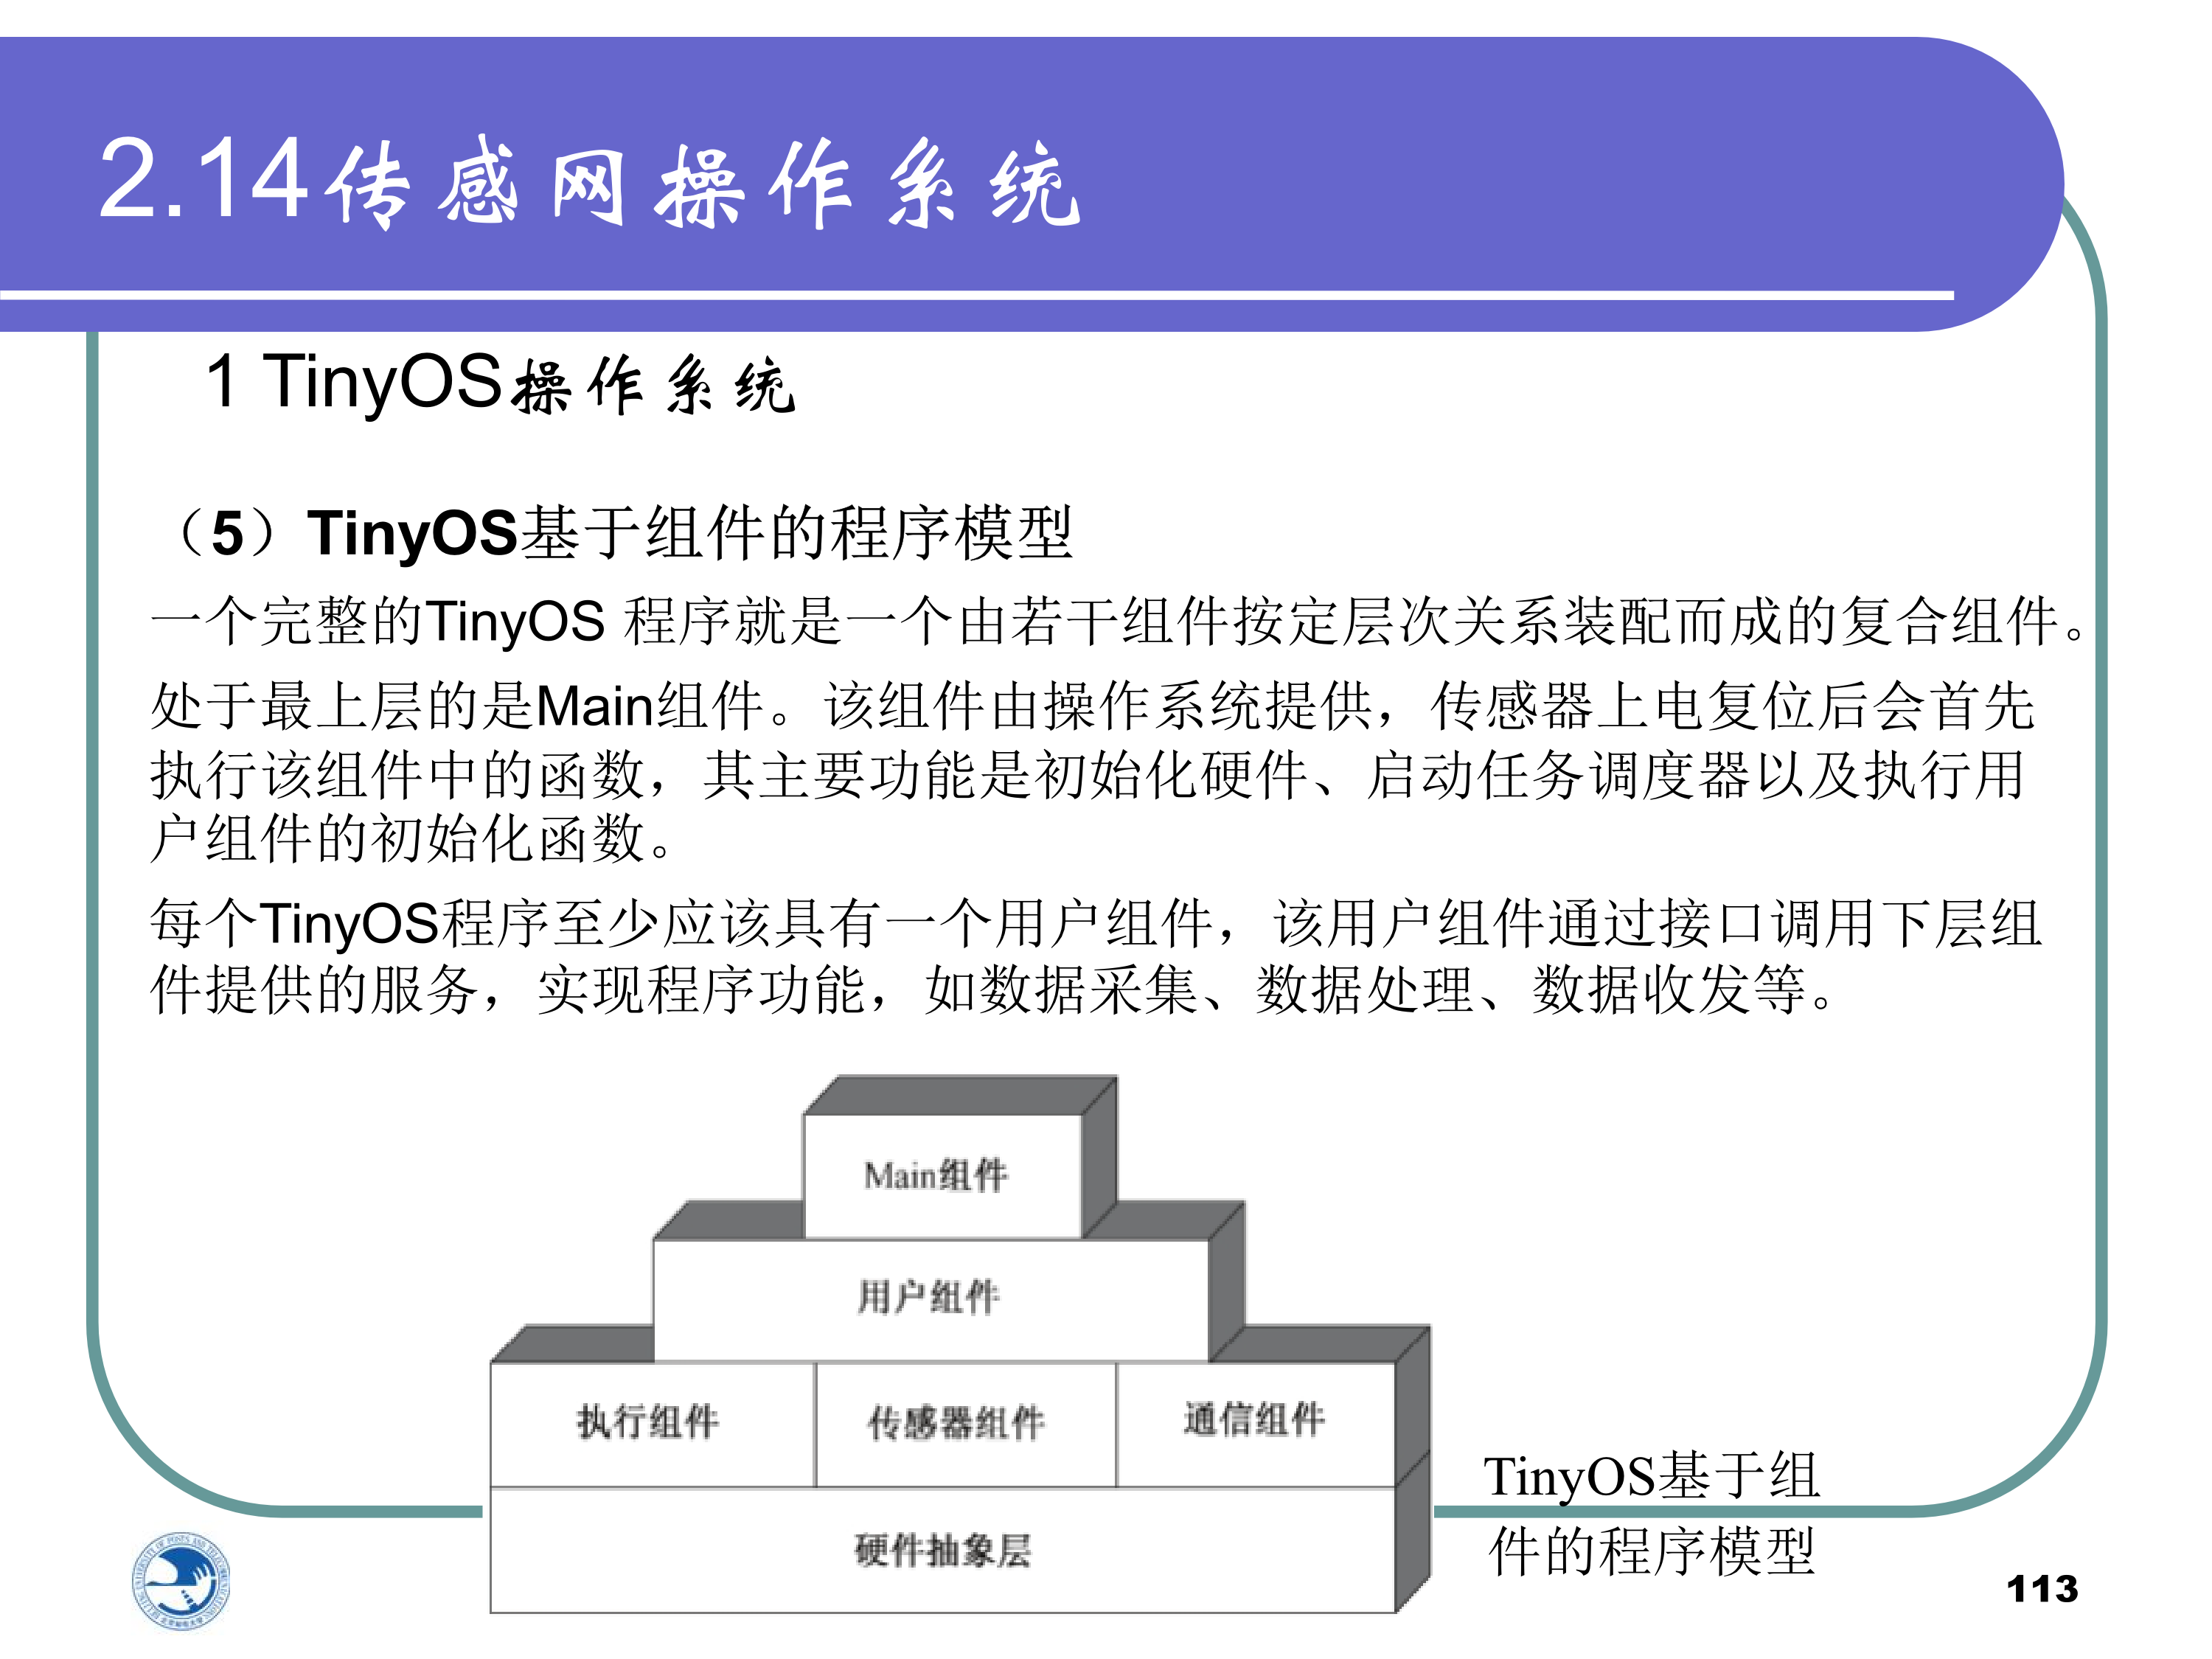 2.14传感网操作系统
1 TinyOS操作系统
（5）TinyOS基于组件的程序模型
一个完整的TinyOS 程序就是一个由若干组件按定层次关系装配而成的复合组件。
处于最上层的是Main组件。该组件由操作系统提供，传感器上电复位后会首先
执行该组件中的函数，其主要功能是初始化硬件、启动任务调度器以及执行用
户组件的初始化函数。
每个TinyOS程序至少应该具有一个用户组件，该用户组件通过接口调用下层组
件提供的服务，实现程序功能，如数据采集、数据处理、数据收发等。
Main组件
用户组件
执行组件
传感器组件
通信组件
硬件抽象层
TinyOS基于组
件的程序模型
113